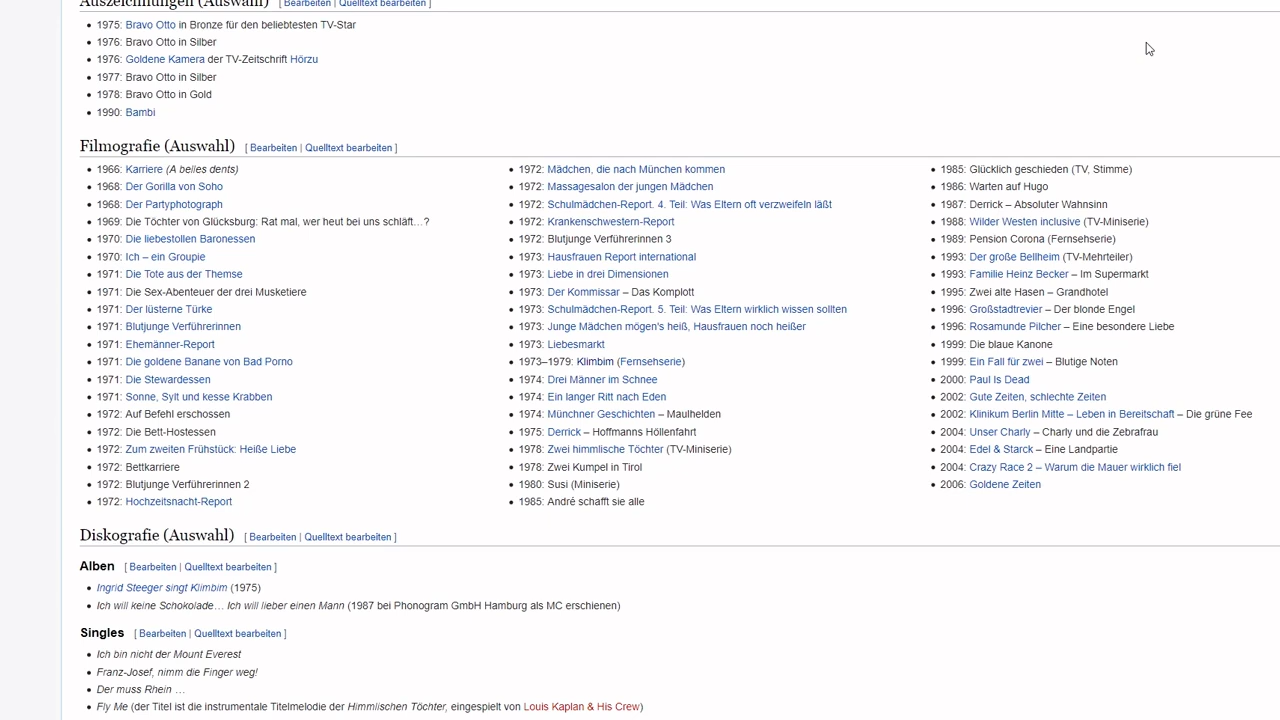 Auszeichnungen (Auswahl) [ Bearbeiten | Quelltext bearbeiten ]
1975: Bravo Otto in Bronze für den beliebtesten TV-Star
1976: Bravo Otto in Silber
1976: Goldene Kamera der TV-Zeitschrift Hörzu
1977: Bravo Otto in Silber
1978: Bravo Otto in Gold
1990: Bambi
Filmografie (Auswahl) [ Bearbeiten | Quelltext bearbeiten ]
1966: Karriere (A belles dents)
1968: Der Gorilla von Soho
1968: Der Partyphotograph
1969: Die Töchter von Glücksburg: Rat mal, wer heut bei uns schläft…?
1970: Die liebestollen Baronessen
1970: Ich – ein Groupie
1971: Die Tote aus der Themse
1971: Die Sex-Abenteuer der drei Musketiere
1971: Der lüsterne Türke
1971: Blutjunge Verführerinnen
1971: Ehemänner-Report
1971: Die goldene Banane von Bad Porno
1971: Die Stewardessen
1971: Sonne, Sylt und kesse Krabben
1972: Auf Befehl erschossen
1972: Die Bett-Hostessen
1972: Zum zweiten Frühstück: Heiße Liebe
1972: Bettkarriere
1972: Blutjunge Verführerinnen 2
1972: Hochzeitsnacht-Report
1972: Mädchen, die nach München kommen
1972: Massagesalon der jungen Mädchen
1972: Schulmädchen-Report. 4. Teil: Was Eltern oft verzweifeln läßt
1972: Krankenschwestern-Report
1972: Blutjunge Verführerinnen 3
1973: Hausfrauen Report international
1973: Liebe in drei Dimensionen
1973: Der Kommissar – Das Komplott
1973: Schulmädchen-Report. 5. Teil: Was Eltern wirklich wissen sollten
1973: Junge Mädchen mögen's heiß, Hausfrauen noch heißer
1973: Liebesmarkt
1973–1979: Klimbim (Fernsehserie)
1974: Drei Männer im Schnee
1974: Ein langer Ritt nach Eden
1974: Münchner Geschichten – Maulhelden
1975: Derrick – Hoffmanns Höllenfahrt
1978: Zwei himmlische Töchter (TV-Miniserie)
1978: Zwei Kumpel in Tirol
1980: Susi (Miniserie)
1985: André schafft sie alle
1985: Glücklich geschieden (TV, Stimme)
1986: Warten auf Hugo
1987: Derrick – Absoluter Wahnsinn
1988: Wilder Westen inclusive (TV-Miniserie)
1989: Pension Corona (Fernsehserie)
1993: Der große Bellheim (TV-Mehrteiler)
1993: Familie Heinz Becker – Im Supermarkt
1995: Zwei alte Hasen – Grandhotel
1996: Großstadtrevier – Der blonde Engel
1996: Rosamunde Pilcher – Eine besondere Liebe
1999: Die blaue Kanone
1999: Ein Fall für zwei – Blutige Noten
2000: Paul Is Dead
2002: Gute Zeiten, schlechte Zeiten
2002: Klinikum Berlin Mitte – Leben in Bereitschaft – Die grüne Fee
2004: Unser Charly – Charly und die Zebrafrau
2004: Edel & Starck – Eine Landpartie
2004: Crazy Race 2 – Warum die Mauer wirklich fiel
2006: Goldene Zeiten
Diskografie (Auswahl) [ Bearbeiten | Quelltext bearbeiten ]
Alben [ Bearbeiten | Quelltext bearbeiten ]
Ingrid Steeger singt Klimbim (1975)
Ich will keine Schokolade… Ich will lieber einen Mann (1987 bei Phonogram GmbH Hamburg als MC erschienen)
Singles [ Bearbeiten | Quelltext bearbeiten ]
Ich bin nicht der Mount Everest
Franz-Josef, nimm die Finger weg!
Der muss Rhein …
Fly Me (der Titel ist die instrumentale Titelmelodie der Himmlischen Töchter, eingespielt von Louis Kaplan & His Crew)